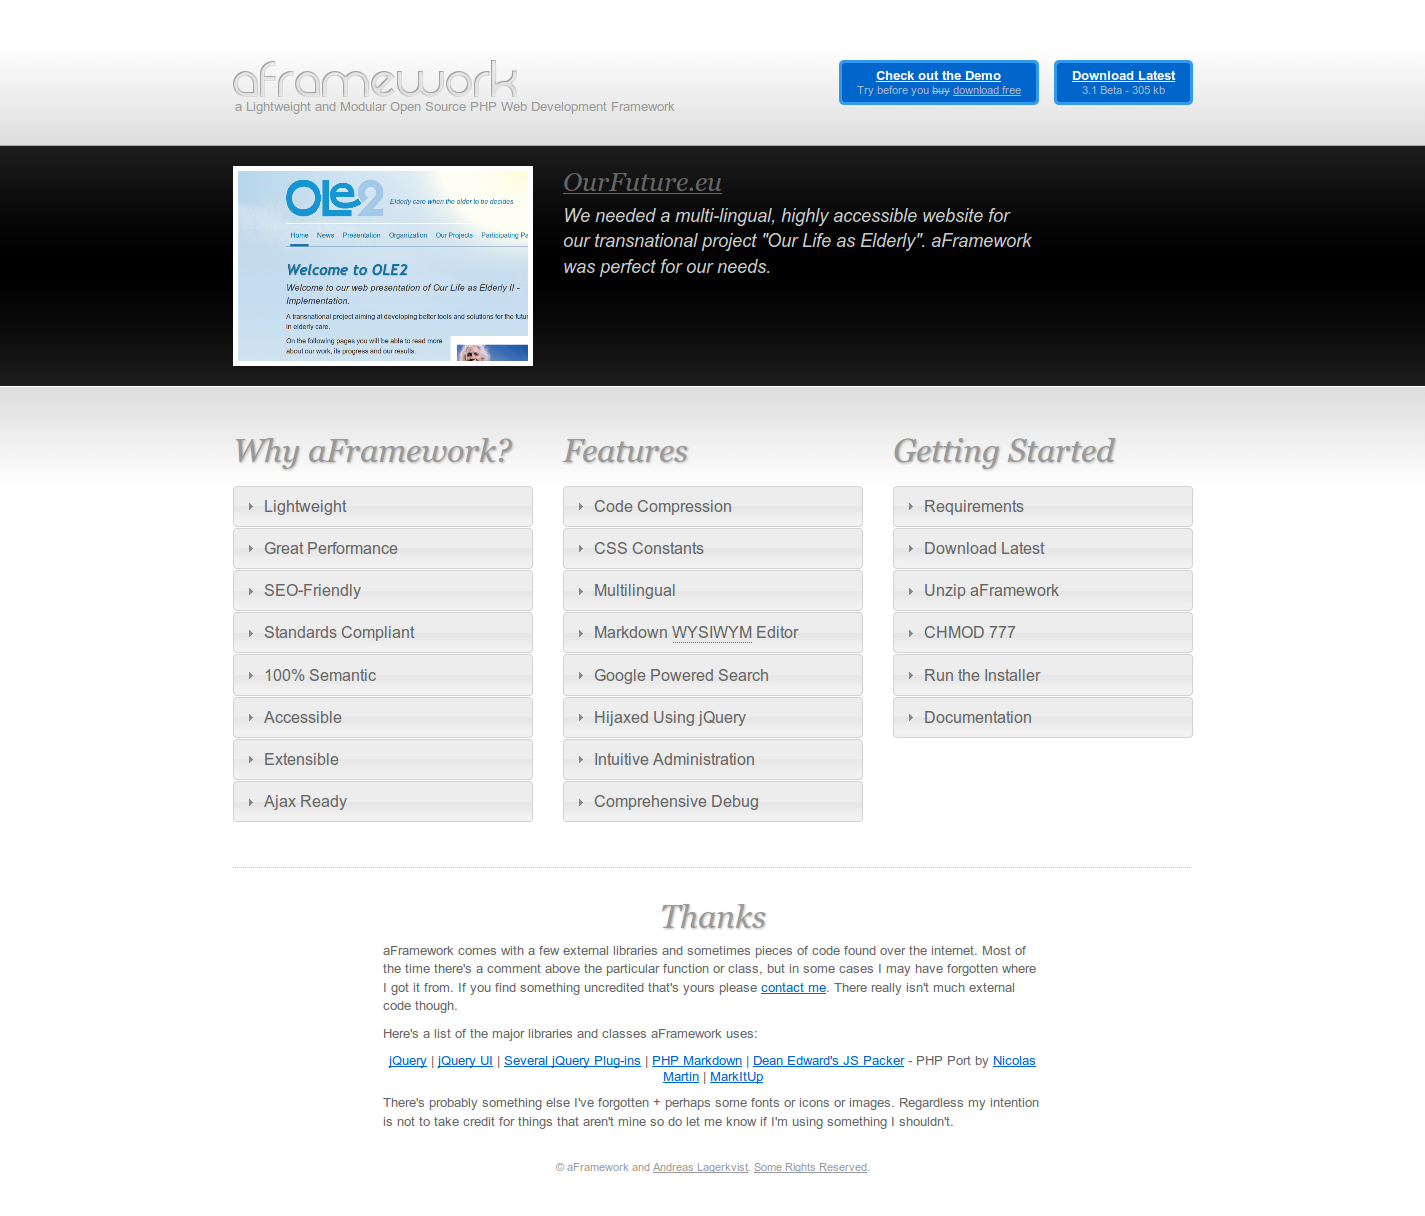 aframework
a Lightweight and Modular Open Source PHP Web Development Framework
Check out the Demo
Try before you buy download free
Download Latest
3.1 Beta - 305 kb
OLe2
Elderly care when the older to be decides
Home News Presentation Organization Our Projects Participating Pa
Welcome to OLE2
Welcome to our web presentation of Our Life as Elderly II -
Implementation.
A transnational project aiming at developing better tools and solutions for the futu
in elderly care.
On the following pages you will be able to read more
about our work, its progress and our results.
OurFuture.eu
We needed a multi-lingual, highly accessible website for
our transnational project "Our Life as Elderly". aFramework
was perfect for our needs.
Why aFramework?
Lightweight
Great Performance
SEO-Friendly
Standards Compliant
100% Semantic
Accessible
Extensible
Ajax Ready
Features
Code Compression
CSS Constants
Multilingual
Markdown WYSIWYM Editor
Google Powered Search
Hijaxed Using jQuery
Intuitive Administration
Comprehensive Debug
Getting Started
Requirements
Download Latest
Unzip aFramework
CHMOD 777
Run the Installer
Documentation
Thanks
aFramework comes with a few external libraries and sometimes pieces of code found over the internet. Most of
the time there's a comment above the particular function or class, but in some cases I may have forgotten where
I got it from. If you find something uncredited that's yours please contact me. There really isn't much external
code though.
Here's a list of the major libraries and classes aFramework uses:
jQuery | jQuery UI | Several jQuery Plug-ins | PHP Markdown | Dean Edward's JS Packer - PHP Port by Nicolas
Martin | MarkItUp
There's probably something else I've forgotten + perhaps some fonts or icons or images. Regardless my intention
is not to take credit for things that aren't mine so do let me know if I'm using something I shouldn't.
© aFramework and Andreas Lagerkvist. Some Rights Reserved.